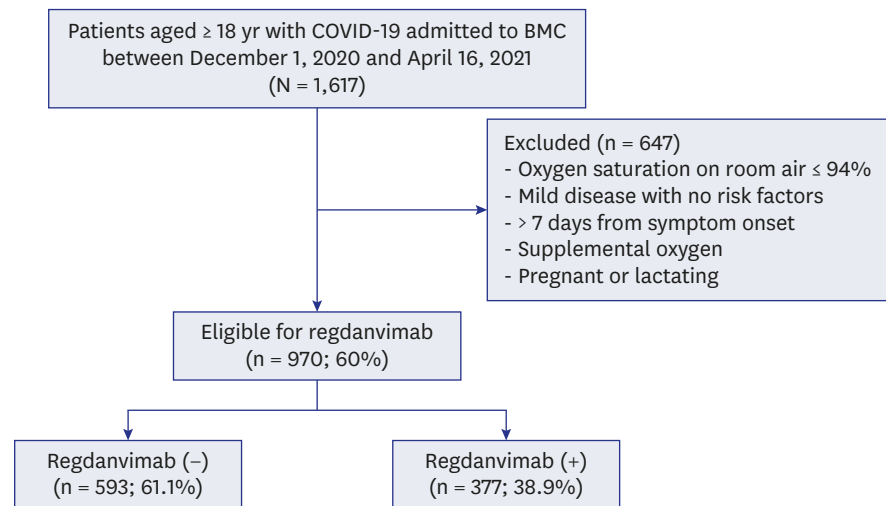 Patients aged ≥ 18 yr with COVID-19 admitted to BMC
between December 1, 2020 and April 16, 2021
(N = 1,617)
Excluded (n = 647)
- Oxygen saturation on room air ≤ 94%
- Mild disease with no risk factors
- > 7 days from symptom onset
- Supplemental oxygen
- Pregnant or lactating
Eligible for regdanvimab
(n = 970; 60%)
Regdanvimab (−)
(n = 593; 61.1%)
Regdanvimab (+)
(n = 377; 38.9%)